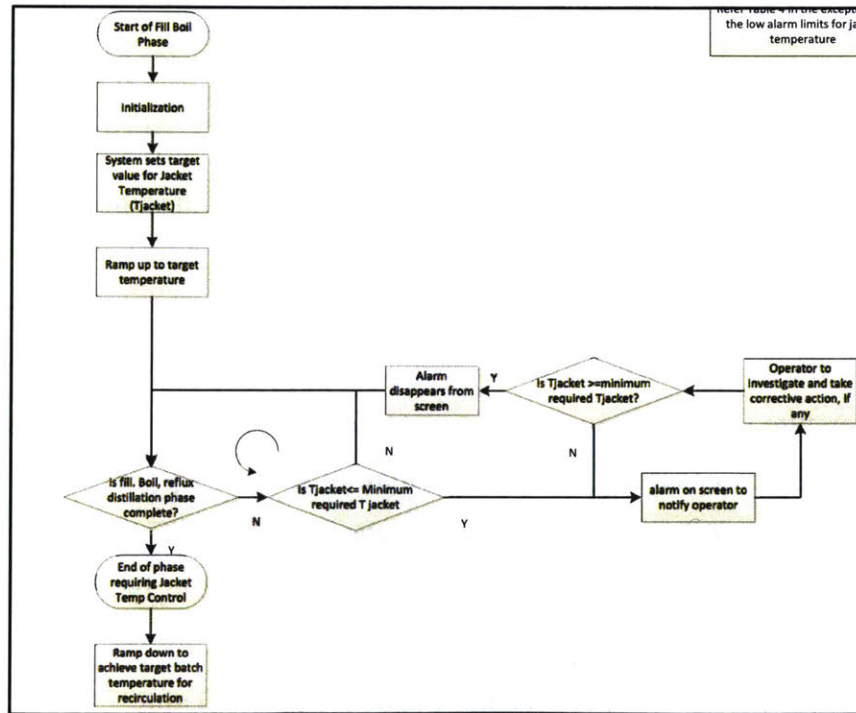 Start of Fill Boil
Phase
the low alarm limits for ja
temperature
Initialization
System sets target
value for Jacket
Temperature
(Tjacket)
Ramp up to target
temperature
Alarm
disappears from
screen
Y
Is Tjacket >=minimum
required Tjacket?
Operator to
investigate and take
corrective action, if
any
N
N
Is fill. Boil, reflux
distillation phase
complete?
N
Is Tjacket<= Minimum
required T jacket
Y
alarm on screen to
notify operator
Y
End of phase
requiring Jacket
Temp Control
Ramp down to
achieve target batch
temperature for
recirculation